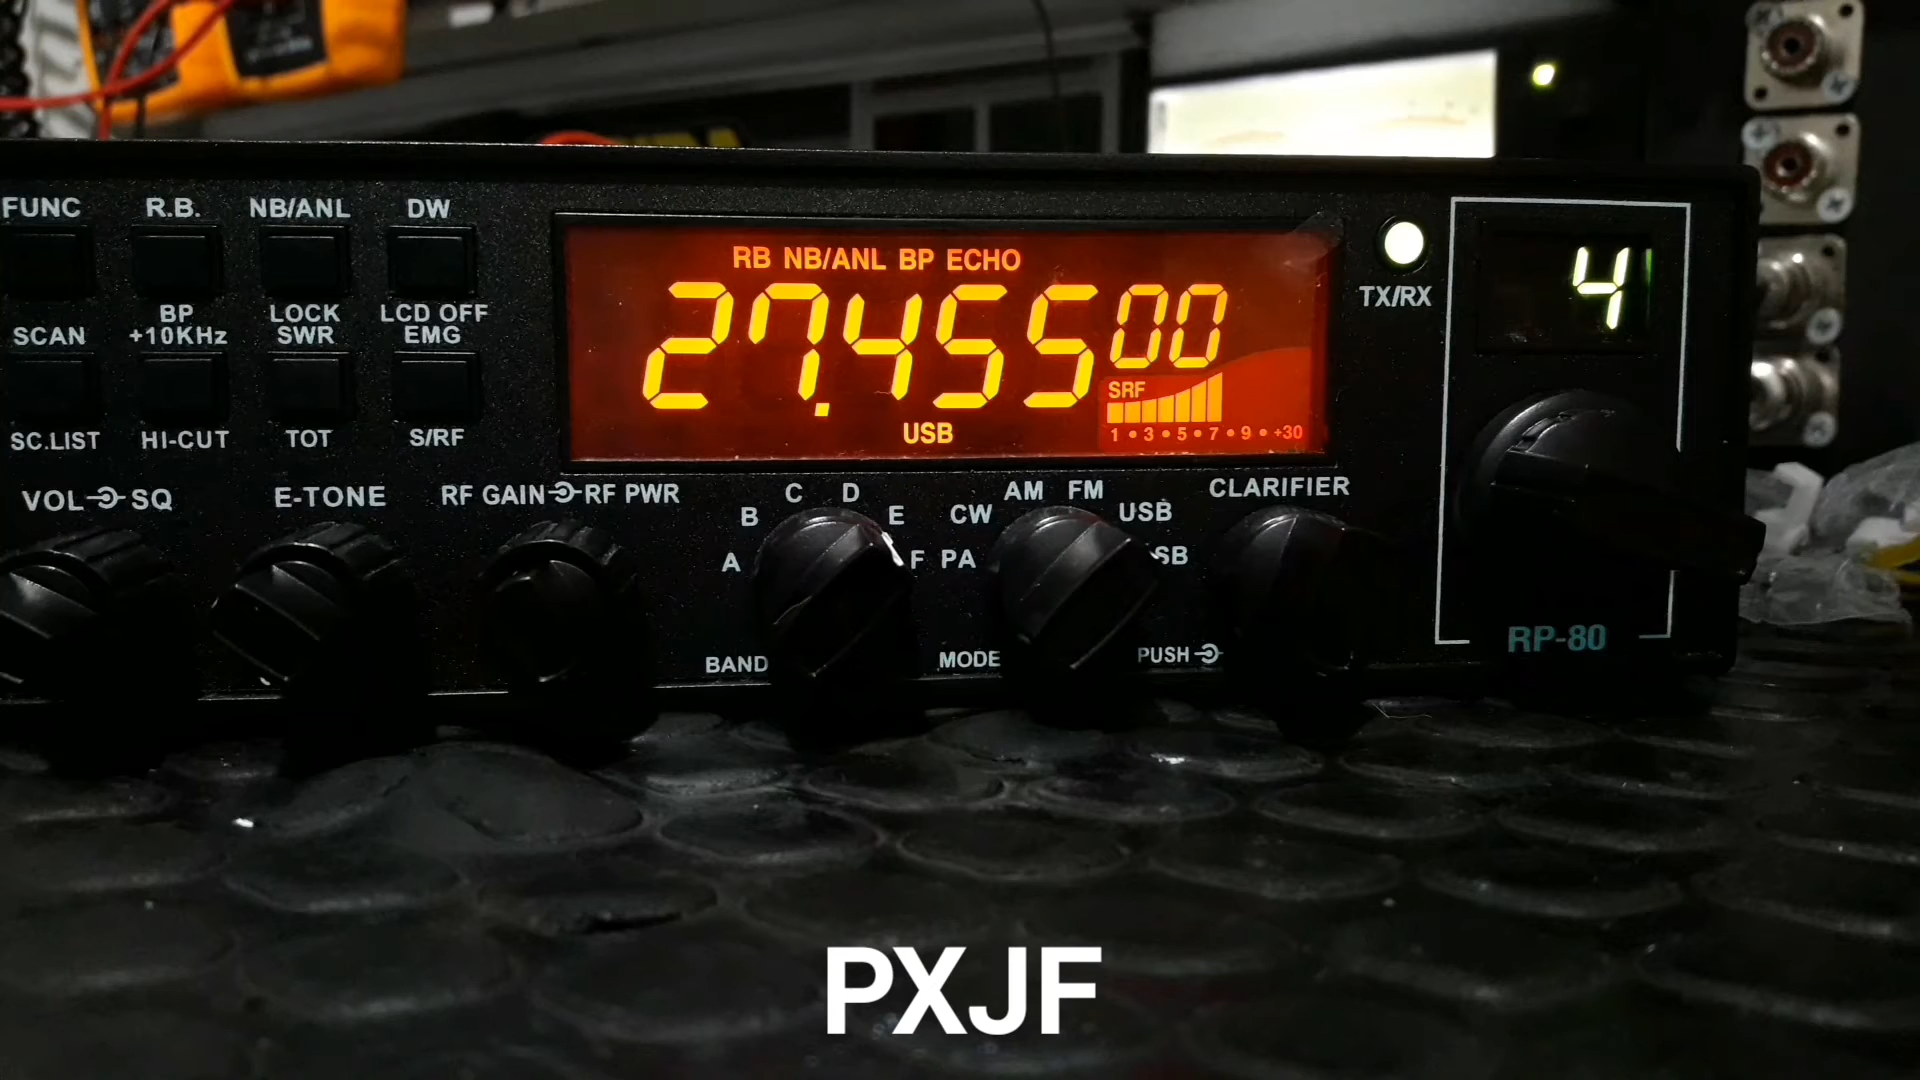 FUNC R.B. NB/ANL DW
RB NB/ANL BP ECHO
27.455 00
4
TX/RX
BP LOCK LCD OFF
SCAN +10KHz SWR EMG
SRF
1 • 3 • 5 • 7 • 9 • +30
USB
SC.LIST HI-CUT TOT S/RF
VOL SQ E-TONE RF GAIN RF PWR
A B C D E F
BAND
PA CW AM FM USB
MODE
CLARIFIER
PUSH
RP-80
PXJF